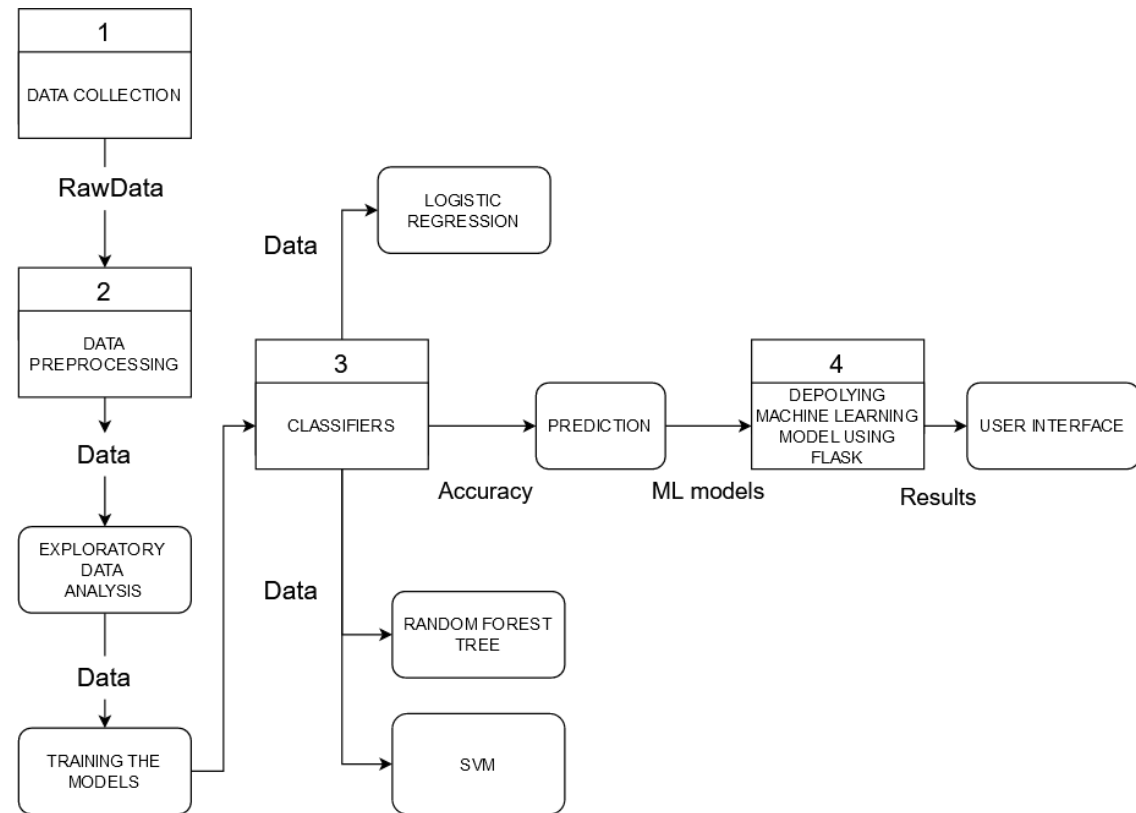 1
DATA COLLECTION
RawData
2
DATA
PREPROCESSING
Data
EXPLORATORY
DATA
ANALYSIS
Data
TRAINING THE
MODELS
3
CLASSIFIERS
Data
LOGISTIC
REGRESSION
Data
RANDOM FOREST
TREE
SVM
Accuracy
PREDICTION
ML models
4
DEPOLYING
MACHINE LEARNING
MODEL USING
FLASK
Results
USER INTERFACE